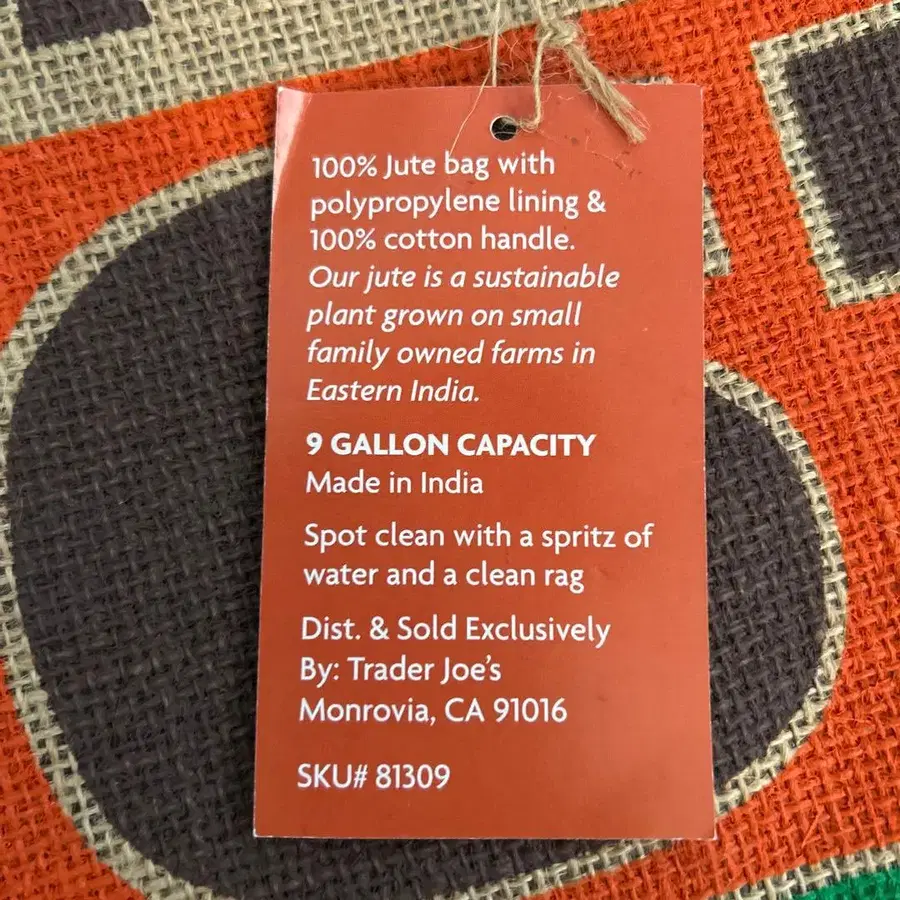 100% Jute bag with
polypropylene lining &
100% cotton handle.
Our jute is a sustainable
plant grown on small
family owned farms in
Eastern India.
9 GALLON CAPACITY
Made in India
Spot clean with a spritz of
water and a clean rag
Dist. & Sold Exclusively
By: Trader Joe's
Monrovia, CA 91016
SKU# 81309